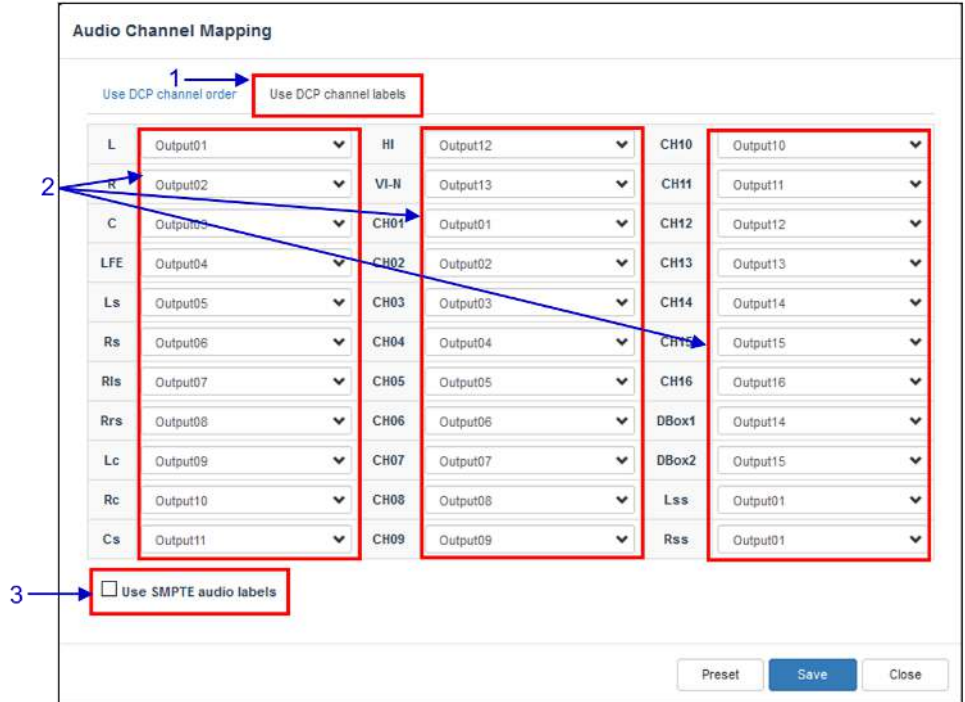 Audio Channel Mapping
1
Use DCP channel order Use DCP channel labels
L Output01 HI Output12 CH10 Output10
2
R Output02 VI-N Output13 CH11 Output11
C Output03 CH01 Output01 CH12 Output12
LFE Output04 CH02 Output02 CH13 Output13
Ls Output05 CH03 Output03 CH14 Output14
Rs Output06 CH04 Output04 CH15 Output15
Rls Output07 CH05 Output05 CH16 Output16
Rrs Output08 CH06 Output06 DBox1 Output14
Lc Output09 CH07 Output07 DBox2 Output15
Rc Output10 CH08 Output08 Lss Output01
Cs Output11 CH09 Output09 Rss Output01
3
Use SMPTE audio labels
Preset Save Close